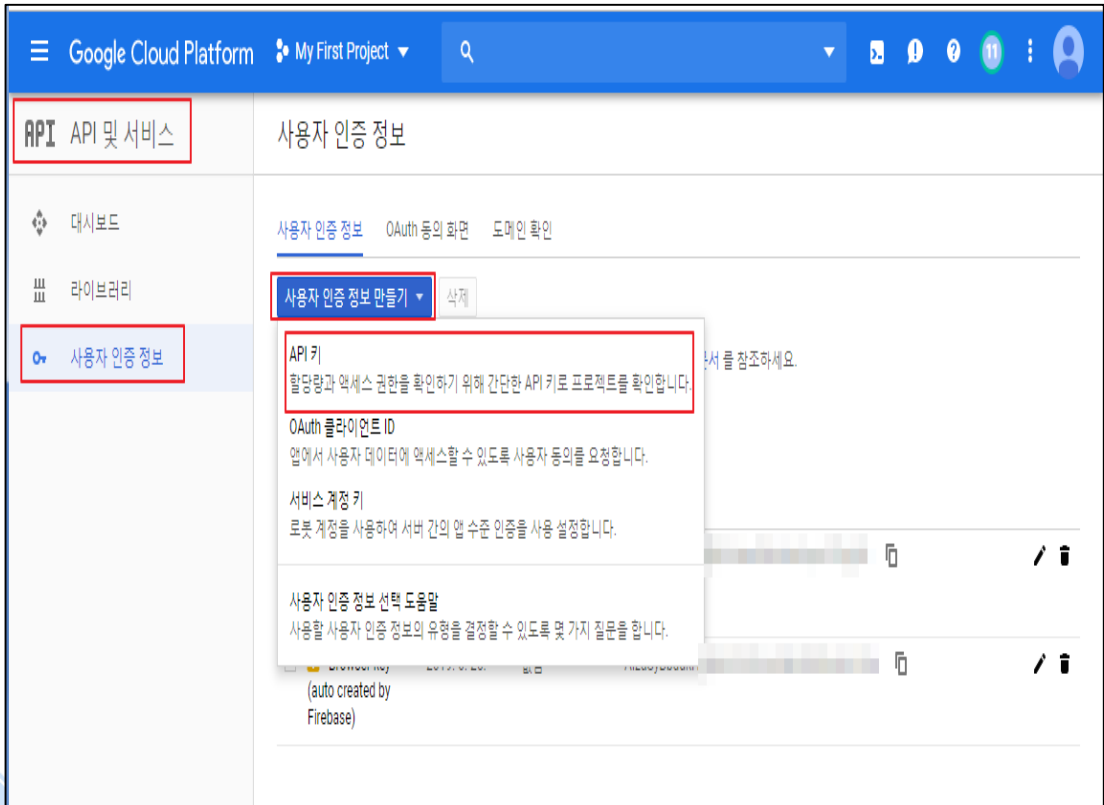 Google Cloud Platform My First Project 11
API API 및 서비스
사용자 인증 정보
대시보드
라이브러리
사용자 인증 정보
사용자 인증 정보 OAuth 동의 화면 도메인 확인
사용자 인증 정보 만들기 삭제
API 키
할당량과 액세스 권한을 확인하기 위해 간단한 API 키로 프로젝트를 확인합니다.
서 를 참조하세요.
OAuth 클라이언트 ID
앱에서 사용자 데이터에 액세스할 수 있도록 사용자 동의를 요청합니다.
서비스 계정 키
로봇 계정을 사용하여 서버 간의 앱 수준 인증을 사용 설정합니다.
사용자 인증 정보 선택 도움말
사용할 사용자 인증 정보의 유형을 결정할 수 있도록 몇 가지 질문을 합니다.
Browser key
(auto created by
Firebase)